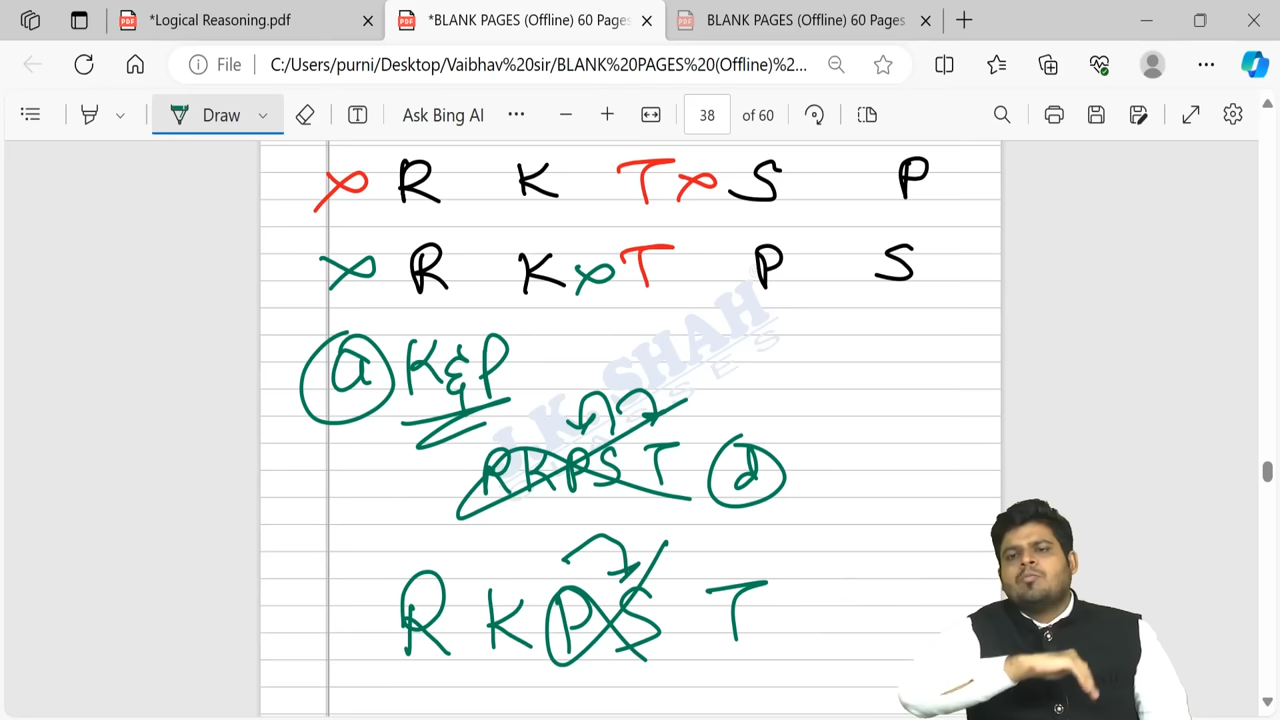 *Logical Reasoning.pdf
*BLANK PAGES (Offline) 60 Pages
BLANK PAGES (Offline) 60 Pages
File C:/Users/purni/Desktop/Vaibhav%20sir/BLANK%20PAGES%20(Offline)%2...
Draw
Ask Bing AI
38 of 60
R K T S P
R K T P S
a K & P
R K P S T d
R K P S T
SHAH